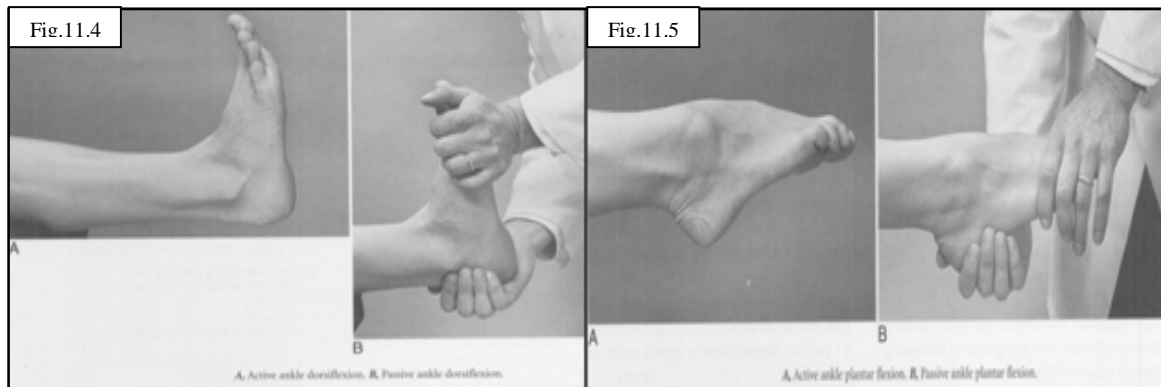 Fig.11.4
Fig.11.5
A
B
A, Active ankle dorsiflexion. B, Passive ankle dorsiflexion.
A
B
A, Active ankle plantar flexion. B, Passive ankle plantar flexion.